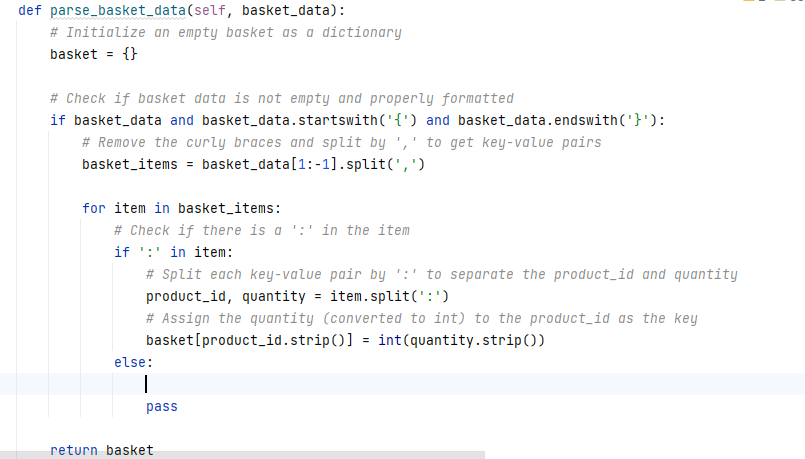 def parse_basket_data(self, basket_data):
    # Initialize an empty basket as a dictionary
    basket = {}

    # Check if basket data is not empty and properly formatted
    if basket_data and basket_data.startswith('{') and basket_data.endswith('}'):
        # Remove the curly braces and split by ',' to get key-value pairs
        basket_items = basket_data[1:-1].split(',')

        for item in basket_items:
            # Check if there is a ':' in the item
            if ':' in item:
                # Split each key-value pair by ':' to separate the product_id and quantity
                product_id, quantity = item.split(':')
                # Assign the quantity (converted to int) to the product_id as the key
                basket[product_id.strip()] = int(quantity.strip())
            else:

                pass

    return basket